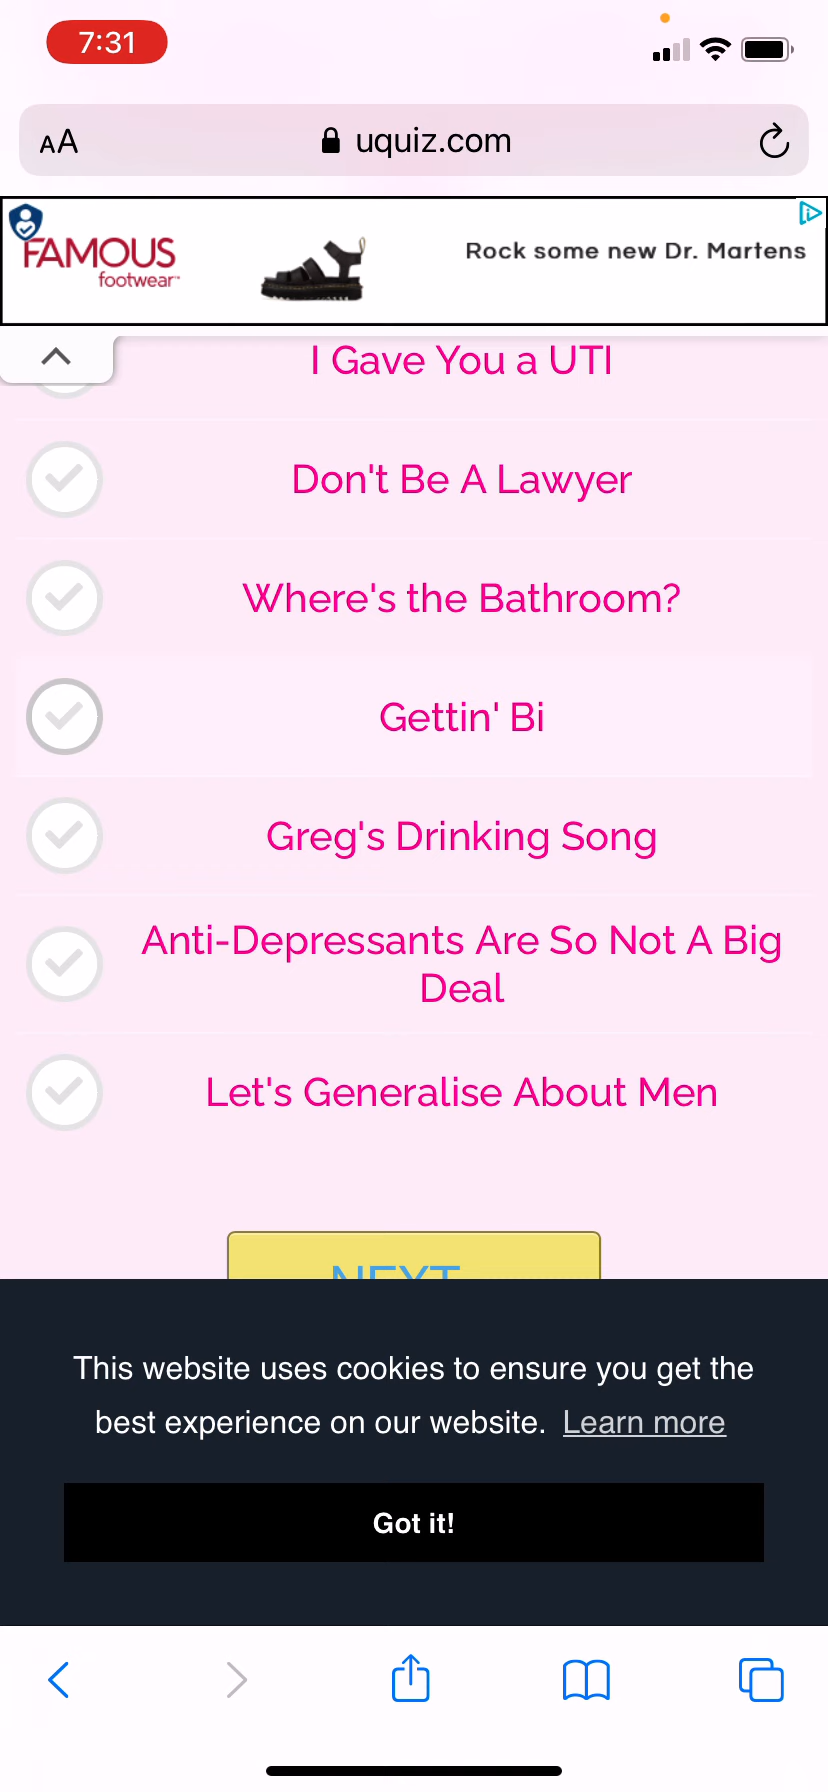 7:31
AA
uquiz.com
FAMOUS
footwear
Rock some new Dr. Martens
I Gave You a UTI
Don't Be A Lawyer
Where's the Bathroom?
Gettin' Bi
Greg's Drinking Song
Anti-Depressants Are So Not A Big
Deal
Let's Generalise About Men
NEXT
This website uses cookies to ensure you get the
best experience on our website. Learn more
Got it!